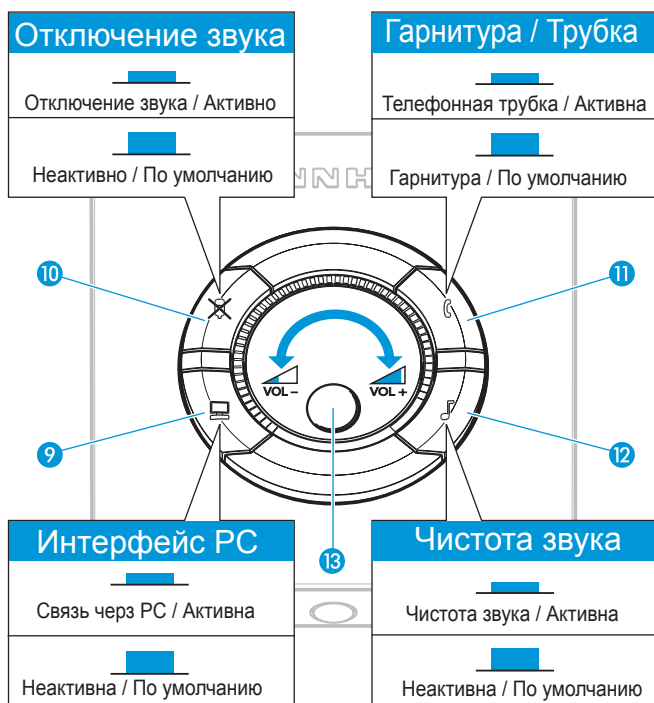 Отключение звука
Отключение звука / Активно
Неактивно / По умолчанию
Гарнитура / Трубка
Телефонная трубка / Активна
Гарнитура / По умолчанию
NNH
10
11
VOL –
VOL +
9
12
13
Интерфейс PC
Связь черз PC / Активна
Неактивна / По умолчанию
Чистота звука
Чистота звука / Активна
Неактивна / По умолчанию